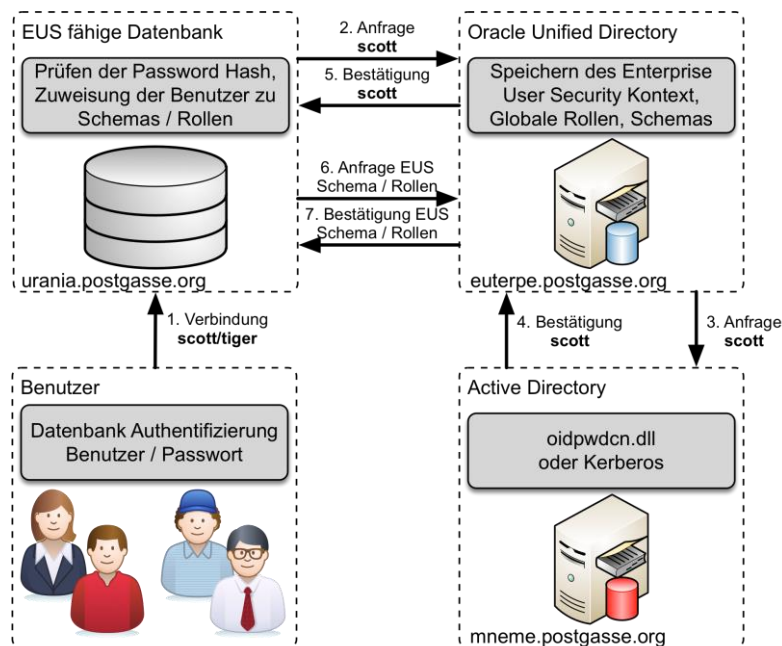 EUS fähige Datenbank
Prüfen der Password Hash,
Zuweisung der Benutzer zu
Schemas / Rollen
urania.postgasse.org
2. Anfrage
scott
5. Bestätigung
scott
6. Anfrage EUS
Schema / Rollen
7. Bestätigung EUS
Schema / Rollen
Oracle Unified Directory
Speichern des Enterprise
User Security Kontext,
Globale Rollen, Schemas
euterpe.postgasse.org
1. Verbindung
scott/tiger
4. Bestätigung
scott
3. Anfrage
scott
Benutzer
Datenbank Authentifizierung
Benutzer / Passwort
Active Directory
oidpwdcn.dll
oder Kerberos
mneme.postgasse.org